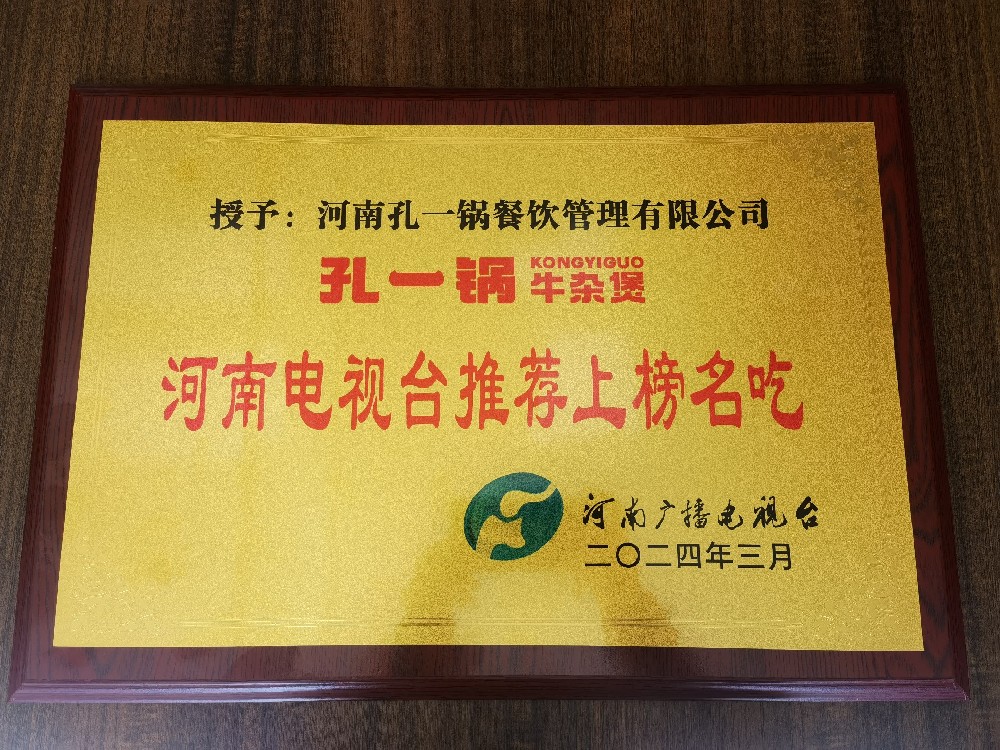 授予：河南孔一锅餐饮管理有限公司
孔一锅 KONGYIGUO
牛杂煲
河南电视台推荐上榜名吃
河南广播电视台
二〇二四年三月